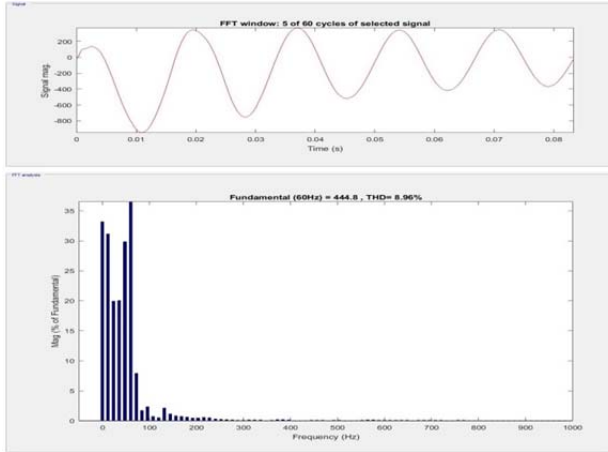 Signal
FFT window: 5 of 60 cycles of selected signal
200
0
-200
-400
-600
-800
Signal mag.
0 0.01 0.02 0.03 0.04 0.05 0.06 0.07 0.08
Time (s)
FFT analysis
Fundamental (60Hz) = 444.8 , THD= 8.96%
35
30
25
20
15
10
5
0
Mag (% of Fundamental)
0 100 200 300 400 500 600 700 800 900 1000
Frequency (Hz)